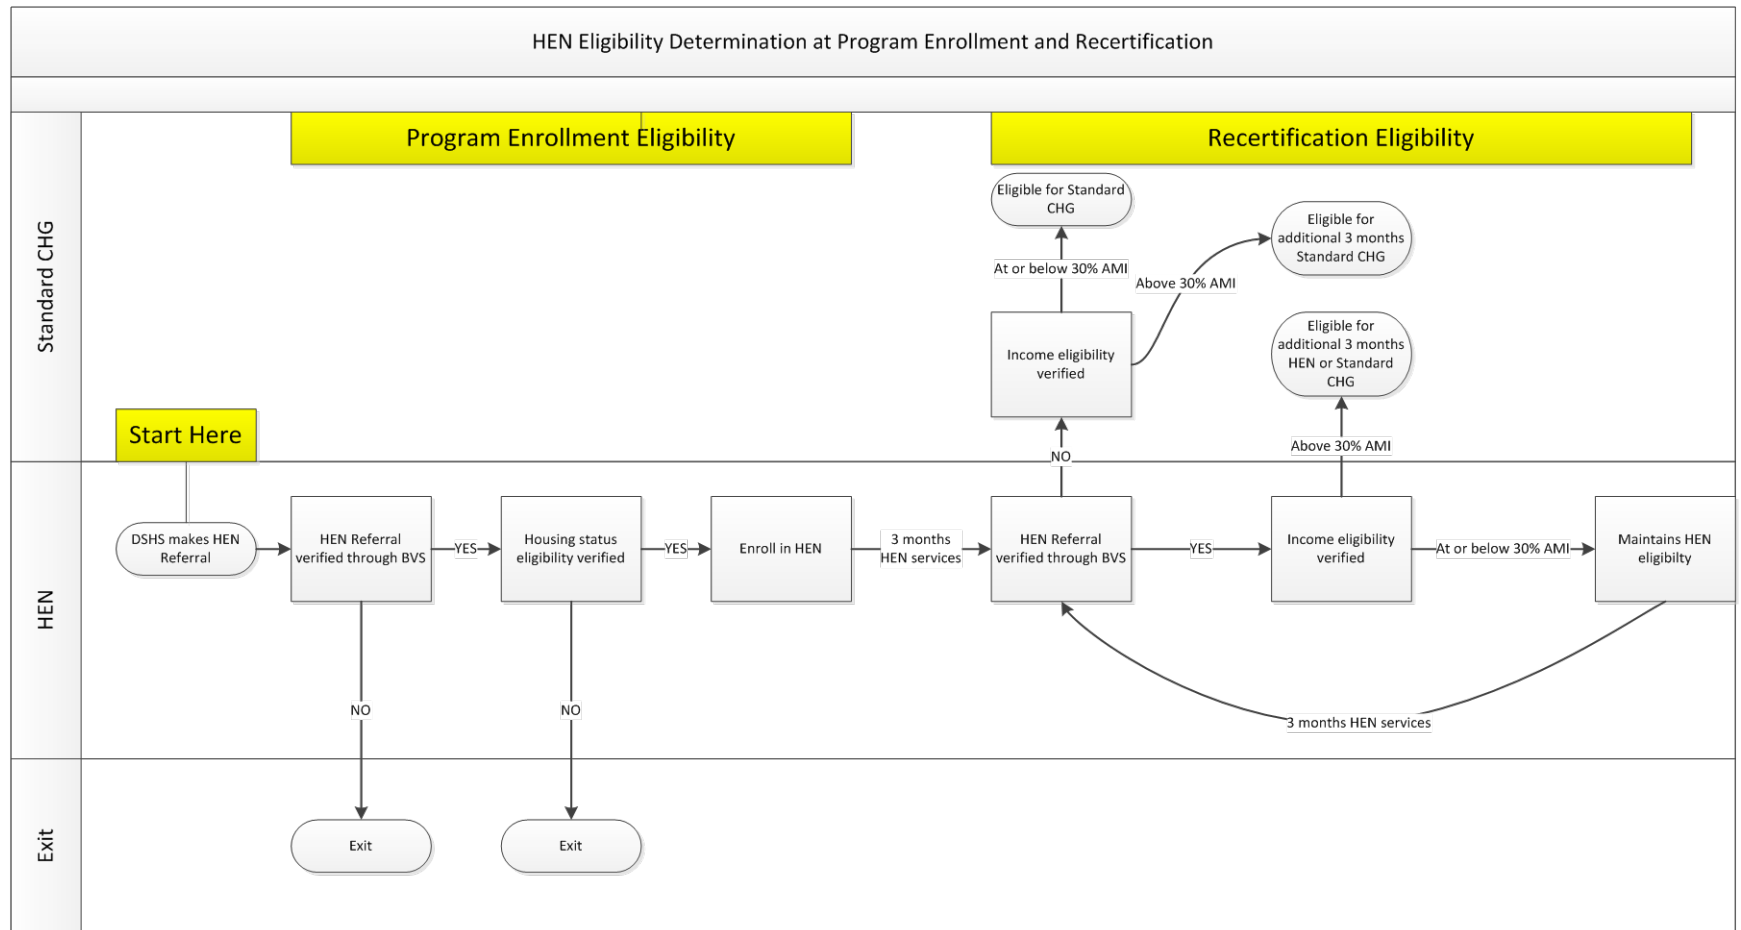 HEN Eligibility Determination at Program Enrollment and Recertification
Program Enrollment Eligibility
Recertification Eligibility
Standard CHG
Eligible for Standard
CHG
Eligible for
additional 3 months
Standard CHG
At or below 30% AMI
Above 30% AMI
Income eligibility
verified
Eligible for
additional 3 months
HEN or Standard
CHG
Start Here
Above 30% AMI
NO
HEN
DSHS makes HEN
Referral
HEN Referral
verified through BVS
YES
Housing status
eligibility verified
YES
Enroll in HEN
3 months
HEN services
HEN Referral
verified through BVS
YES
Income eligibility
verified
At or below 30% AMI
Maintains HEN
eligibilty
NO
NO
3 months HEN services
Exit
Exit
Exit